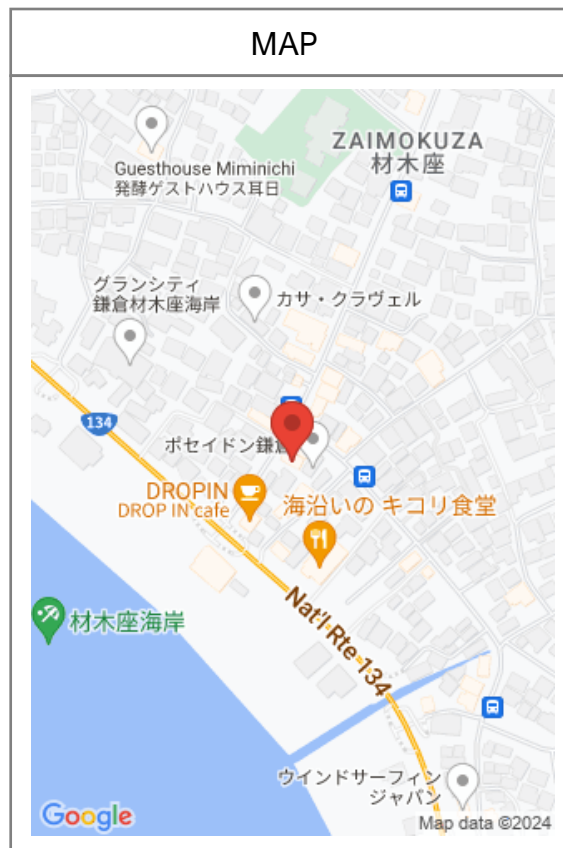 MAP
ZAIMOKUZA
材木座
Guesthouse Miminichi
発酵ゲストハウス耳日
グランシティ
鎌倉材木座海岸
カサ・クラヴェル
134
ポセイドン鎌倉
DROPIN
DROP IN cafe
海沿いの キコリ食堂
Nat'l Rte 134
材木座海岸
ウインドサーフィン
ジャパン
Google
Map data ©2024